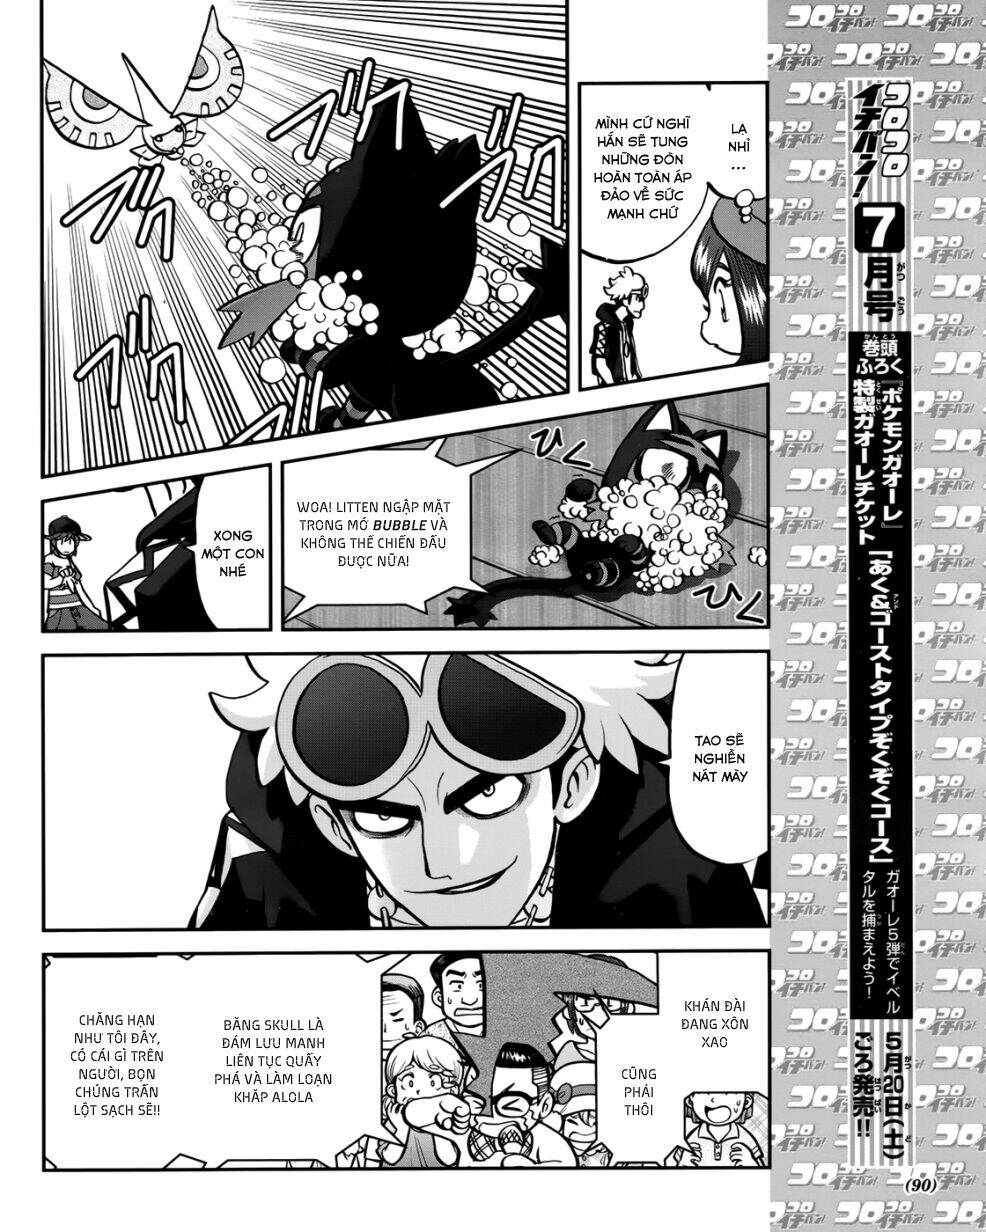 LẠ
NHỈ
...
MÌNH CỨ NGHĨ
HẮN SẼ TUNG
NHỮNG ĐÒN
HOÀN TOÀN ÁP
ĐẢO VỀ SỨC
MẠNH CHỨ
ブブブ
ブブブ
ブブブ
WOA! LITTEN NGẬP MẶT
TRONG MỚ BUBBLE VÀ
KHÔNG THỂ CHIẾN ĐẤU
ĐƯỢC NỮA!
ひく
ぴく
XONG
MỘT CON
NHÉ
TAO SẼ
NGHIỀN
NÁT MÀY
KHÁN ĐÀI
ĐANG XÔN
XAO
CŨNG
PHẢI
THÔI
BĂNG SKULL LÀ
ĐÁM LƯU MANH
LIÊN TỤC QUẤY
PHÁ VÀ LÀM LOẠN
KHẮP ALOLA
CHẲNG HẠN
NHƯ TÔI ĐÂY,
CÓ CÁI GÌ TRÊN
NGƯỜI, BỌN
CHÚNG TRẤN
LỘT SẠCH SẼ!!
コロコロ
イチバン!
7月号
巻頭
ふろく
『ポケモンガオーレ』
特製ガオーレチケット「あく&ゴーストタイプぞくぞくコース」
ガオーレ5弾でイベル
タルを捕まえよう!
5月20日(土)
ごろ発売!!
(90)